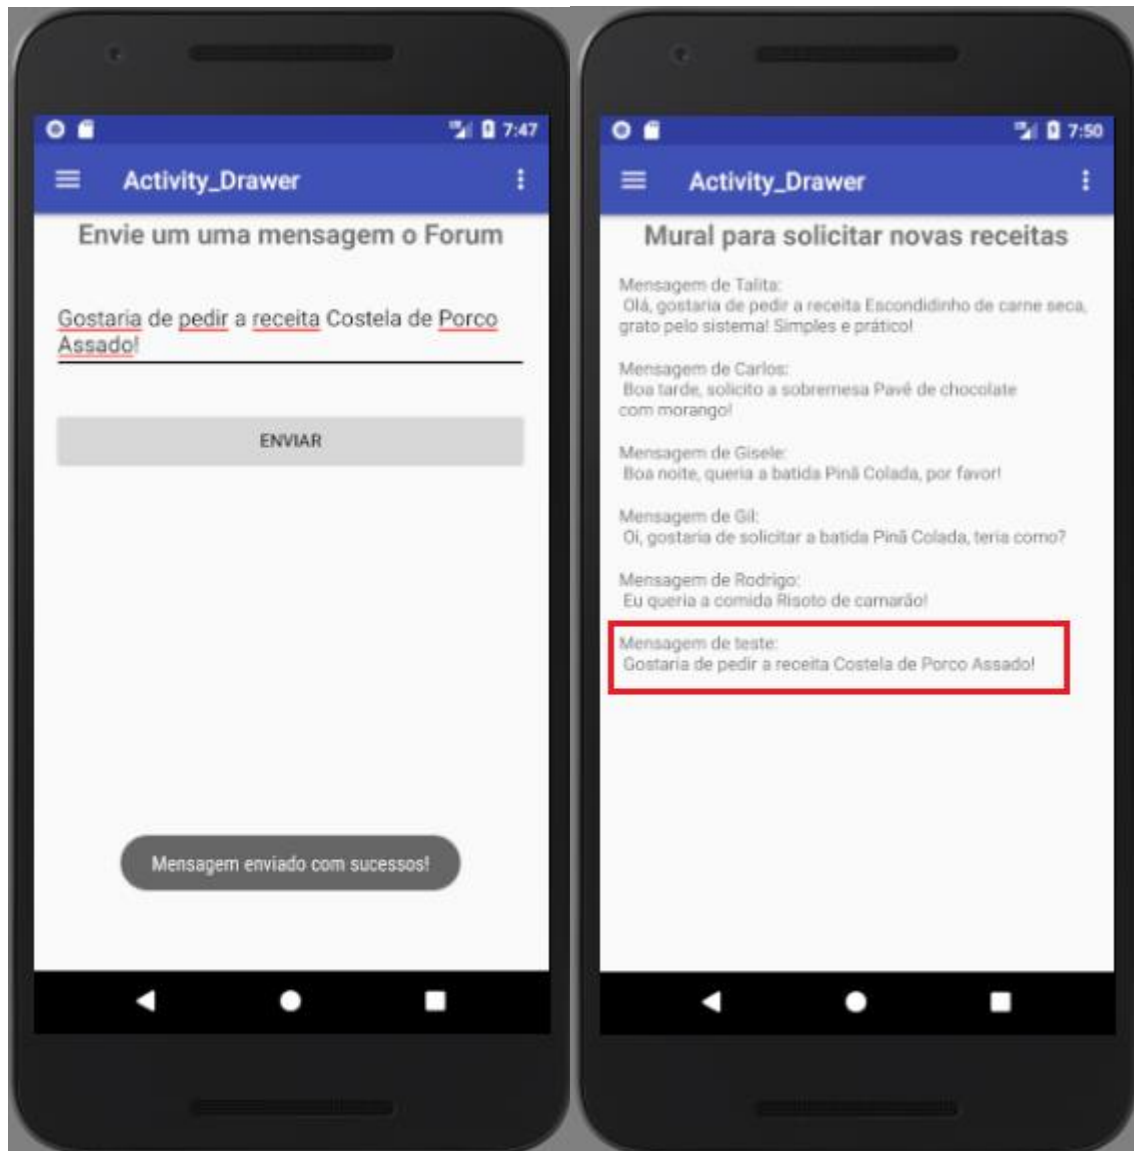 7:47
Activity_Drawer
Envie um uma mensagem o Forum
Gostaria de pedir a receita Costela de Porco
Assado!
ENVIAR
Mensagem enviado com sucessos!
7:50
Activity_Drawer
Mural para solicitar novas receitas
Mensagem de Talita:
Olá, gostaria de pedir a receita Escondidinho de carne seca,
grato pelo sistema! Simples e prático!
Mensagem de Carlos:
Boa tarde, solicito a sobremesa Pavê de chocolate
com morango!
Mensagem de Gisele:
Boa noite, queria a batida Pinã Colada, por favor!
Mensagem de Gil:
Oi, gostaria de solicitar a batida Pinã Colada, teria como?
Mensagem de Rodrigo:
Eu queria a comida Risoto de camarão!
Mensagem de teste:
Gostaria de pedir a receita Costela de Porco Assado!